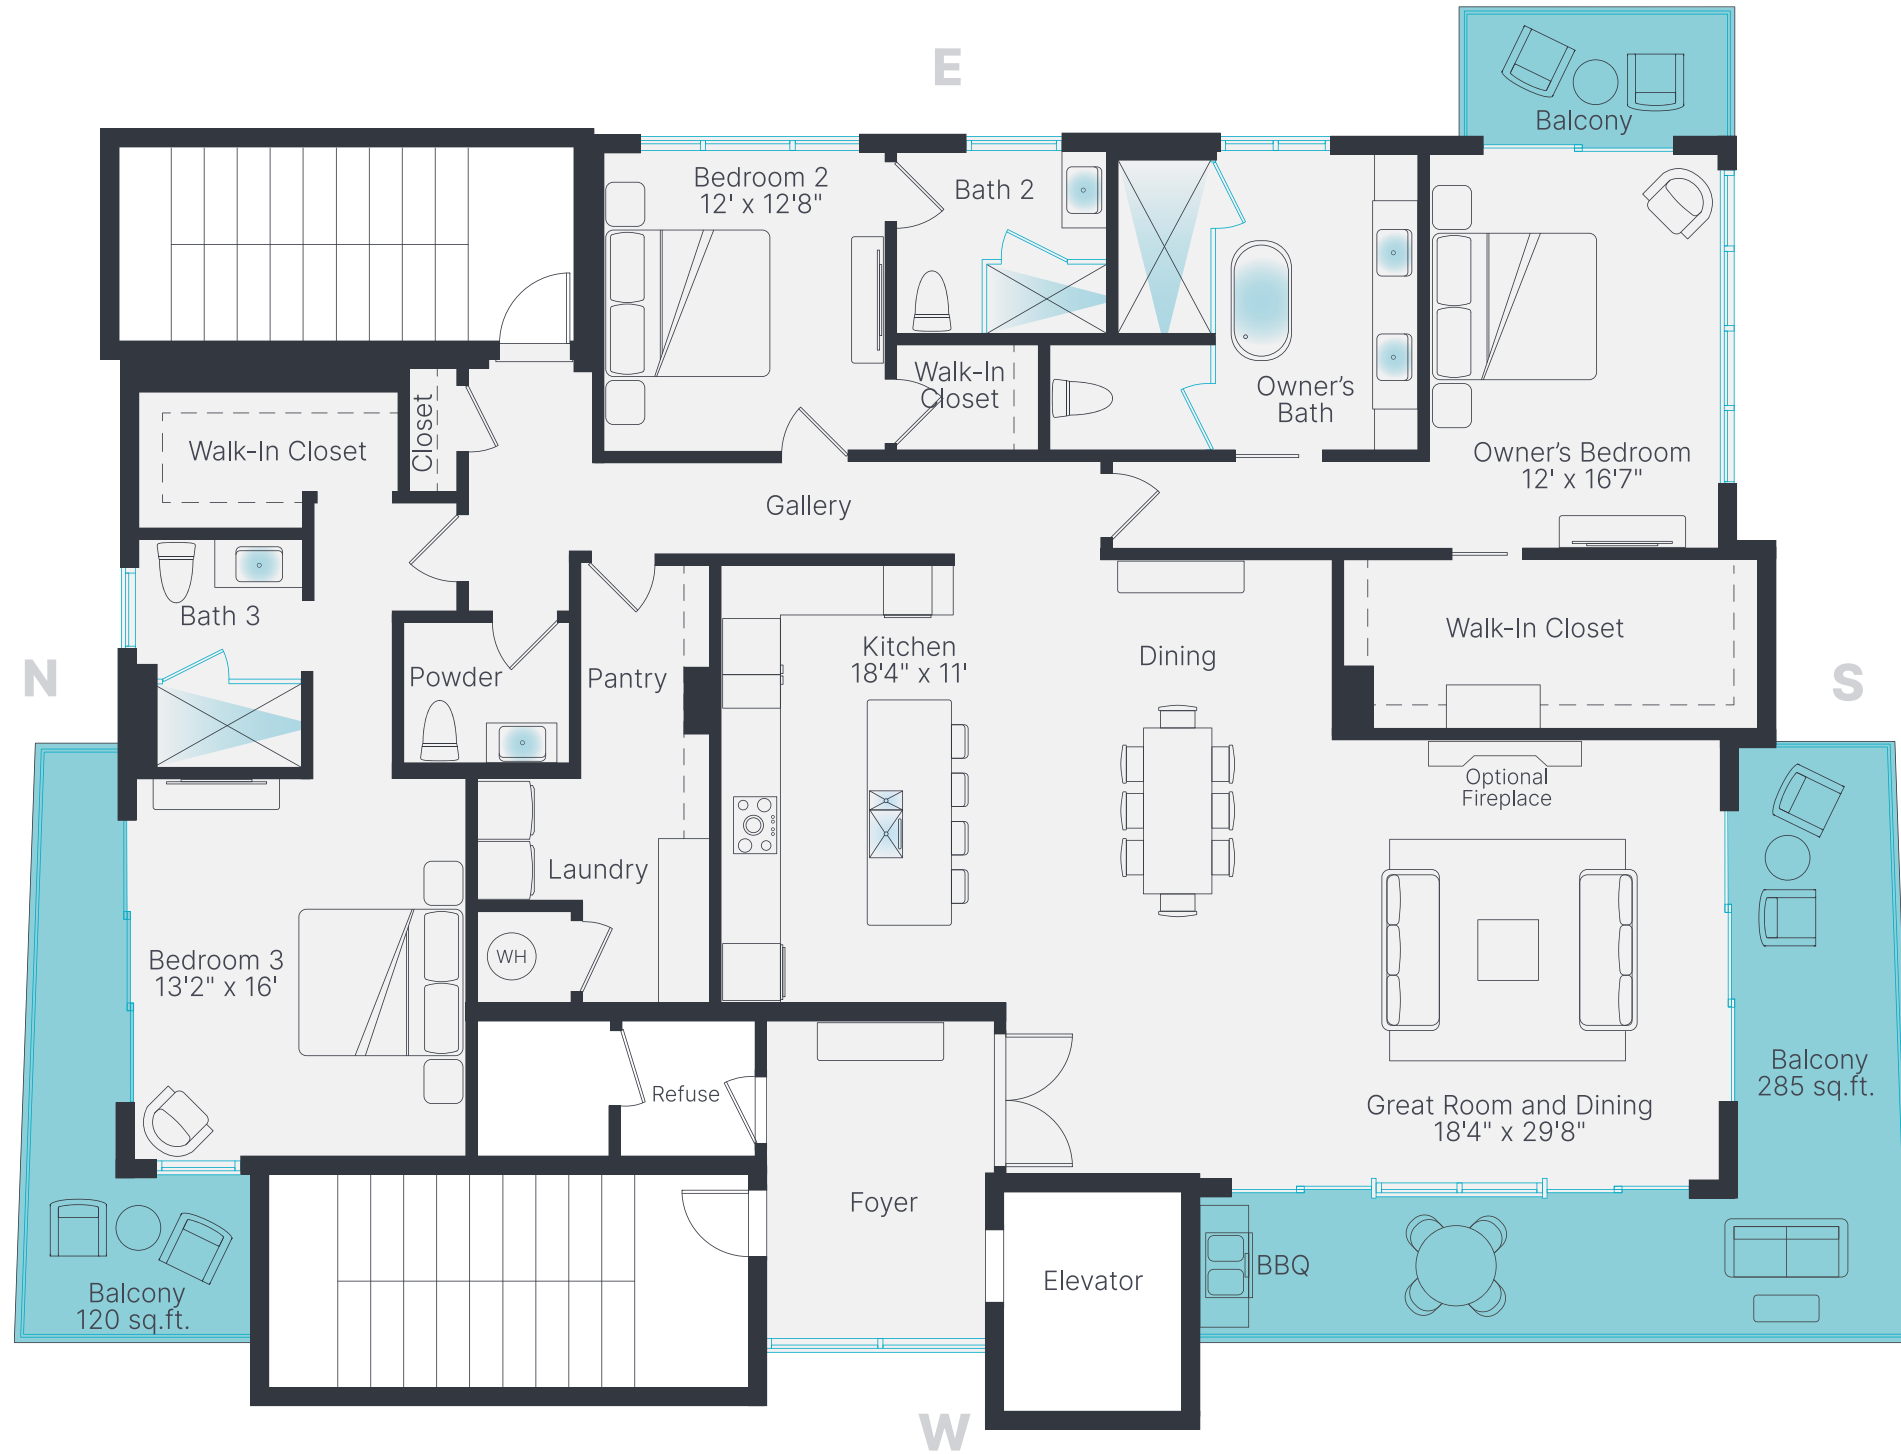 E
Balcony
Bedroom 2
12' x 12'8"
Bath 2
Walk-In
Closet
Owner's
Bath
Owner's Bedroom
12' x 16'7"
Walk-In Closet
Closet
Gallery
Bath 3
Powder
Pantry
Kitchen
18'4" x 11'
Dining
Walk-In Closet
N
S
Optional
Fireplace
Laundry
WH
Bedroom 3
13'2" x 16'
Refuse
Great Room and Dining
18'4" x 29'8"
Balcony
285 sq.ft.
Foyer
Elevator
BBQ
Balcony
120 sq.ft.
W